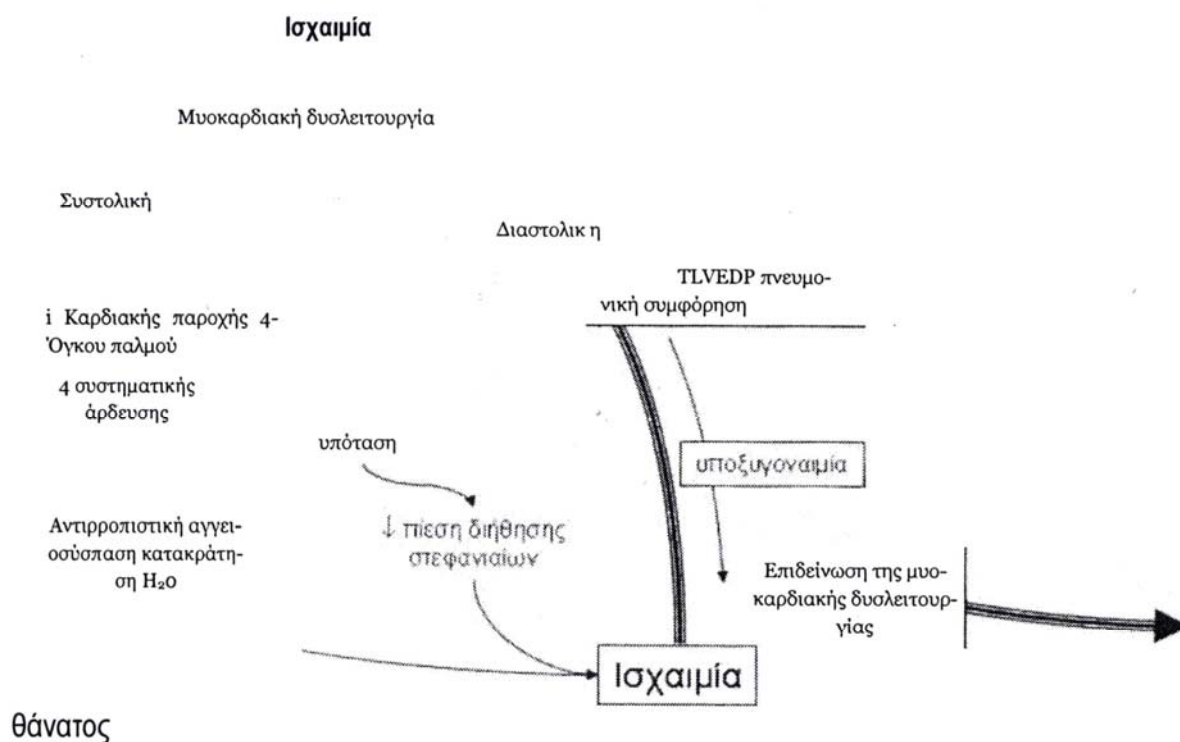 Ισχαιμία
Μυοκαρδιακή δυσλειτουργία
Συστολική
Διαστολικ η
TLVEDP πνευμο-
νική συμφόρηση
i Καρδιακής παροχής 4-
Όγκου παλμού
4 συστηματικής
άρδευσης
υπόταση
υποξυγοναιμία
↓ πίεση διήθησης
στεφανιαίων
Αντιρροπιστική αγγει-
οσύσπαση κατακράτη-
ση H₂0
Επιδείνωση της μυο-
καρδιακής δυσλειτουρ-
γίας
Ισχαιμία
θάνατος